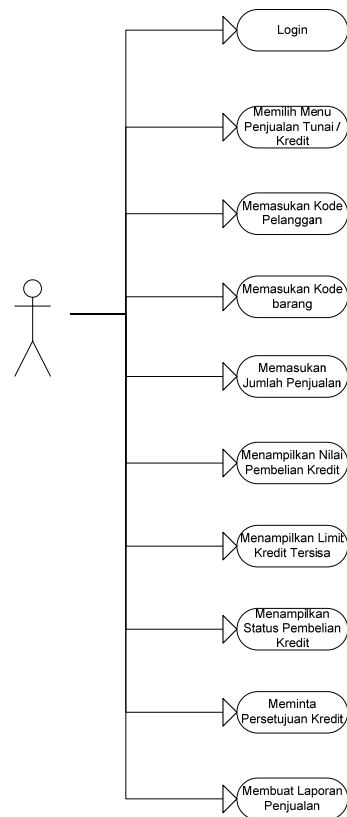 Login
Memilih Menu
Penjualan Tunai /
Kredit
Memasukan Kode
Pelanggan
Memasukan Kode
barang
Memasukan
Jumlah Penjualan
Menampilkan Nilai
Pembelian Kredit
Menampilkan Limit
Kredit Tersisa
Menampilkan
Status Pembelian
Kredit
Meminta
Persetujuan Kredit
Membuat Laporan
Penjualan